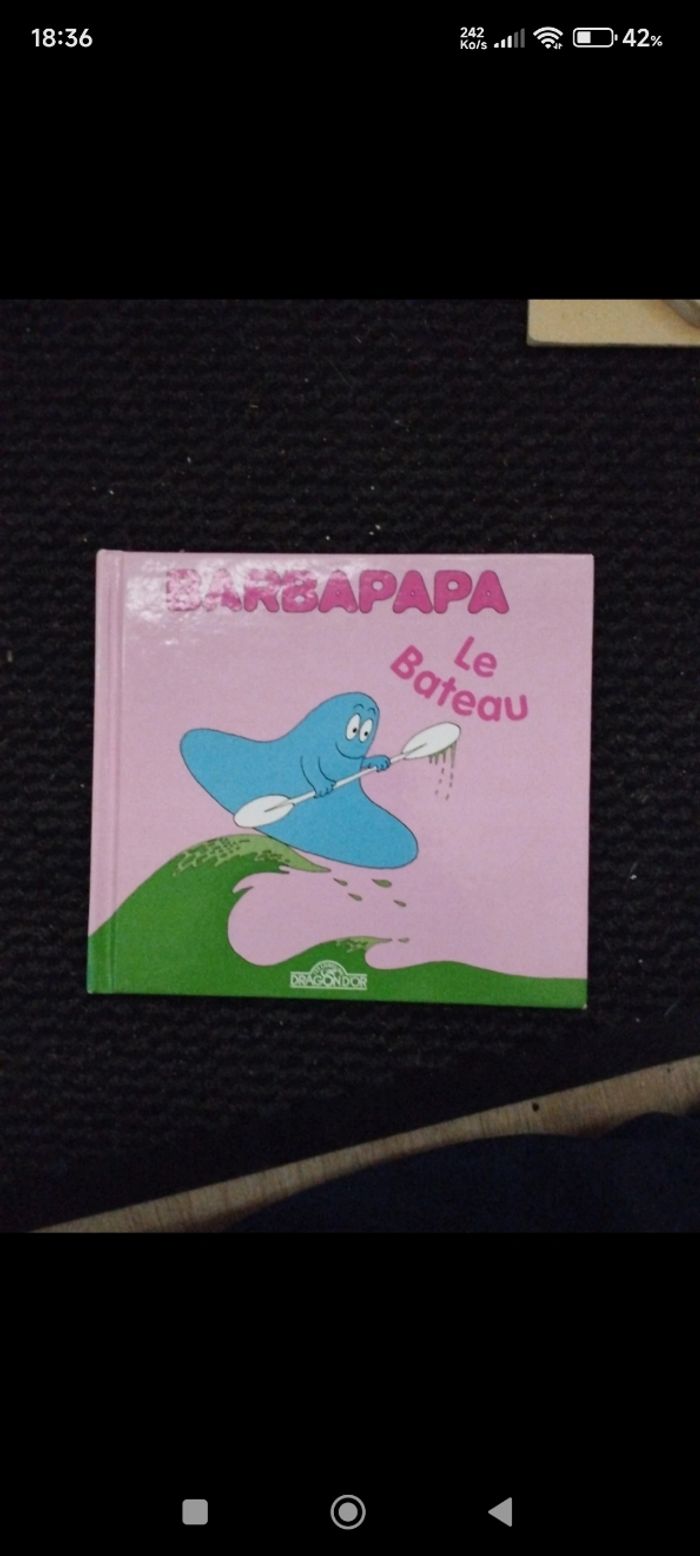 18:36
242
Ko/s
42%
BARBAPAPA
Le
Bateau
DRAGON D'OR